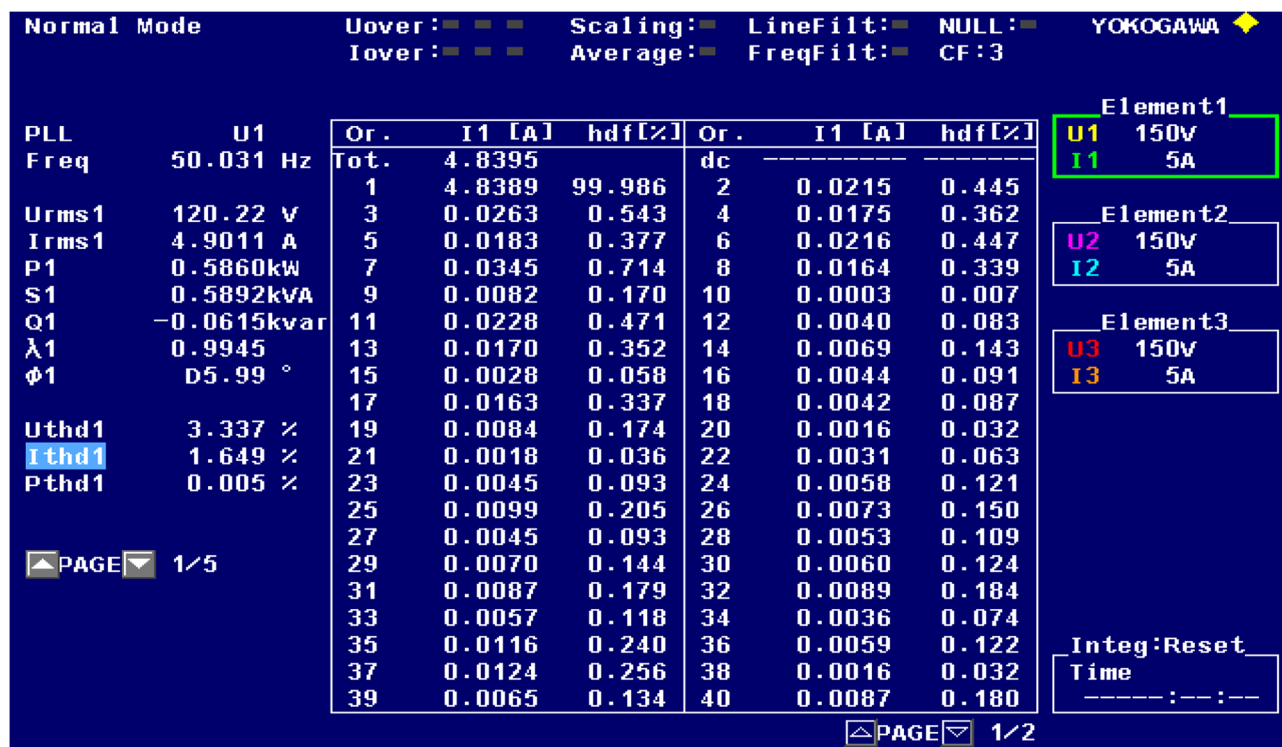 Normal Mode Uover: Scaling: LineFilt: NULL: YOKOGAWA
Iover: Average: FreqFilt: CF:3
PLL U1
Freq 50.031 Hz
Urms1 120.22 V
Irms1 4.9011 A
P1 0.5860kW
S1 0.5892kVA
Q1 -0.0615kvar
λ1 0.9945
Φ1 D5.99 °
Uthd1 3.337 %
Ithd1 1.649 %
Pthd1 0.005 %
PAGE 1/5
Or. I1 [A] hdf[%] Or. I1 [A] hdf[%]
Tot. 4.8395 dc --------- -------
1 4.8389 99.986 2 0.0215 0.445
3 0.0263 0.543 4 0.0175 0.362
5 0.0183 0.377 6 0.0216 0.447
7 0.0345 0.714 8 0.0164 0.339
9 0.0082 0.170 10 0.0003 0.007
11 0.0228 0.471 12 0.0040 0.083
13 0.0170 0.352 14 0.0069 0.143
15 0.0028 0.058 16 0.0044 0.091
17 0.0163 0.337 18 0.0042 0.087
19 0.0084 0.174 20 0.0016 0.032
21 0.0018 0.036 22 0.0031 0.063
23 0.0045 0.093 24 0.0058 0.121
25 0.0099 0.205 26 0.0073 0.150
27 0.0045 0.093 28 0.0053 0.109
29 0.0070 0.144 30 0.0060 0.124
31 0.0087 0.179 32 0.0089 0.184
33 0.0057 0.118 34 0.0036 0.074
35 0.0116 0.240 36 0.0059 0.122
37 0.0124 0.256 38 0.0016 0.032
39 0.0065 0.134 40 0.0087 0.180
PAGE 1/2
Element1
U1 150V
I1 5A
Element2
U2 150V
I2 5A
Element3
U3 150V
I3 5A
Integ:Reset
Time
-----:--:--